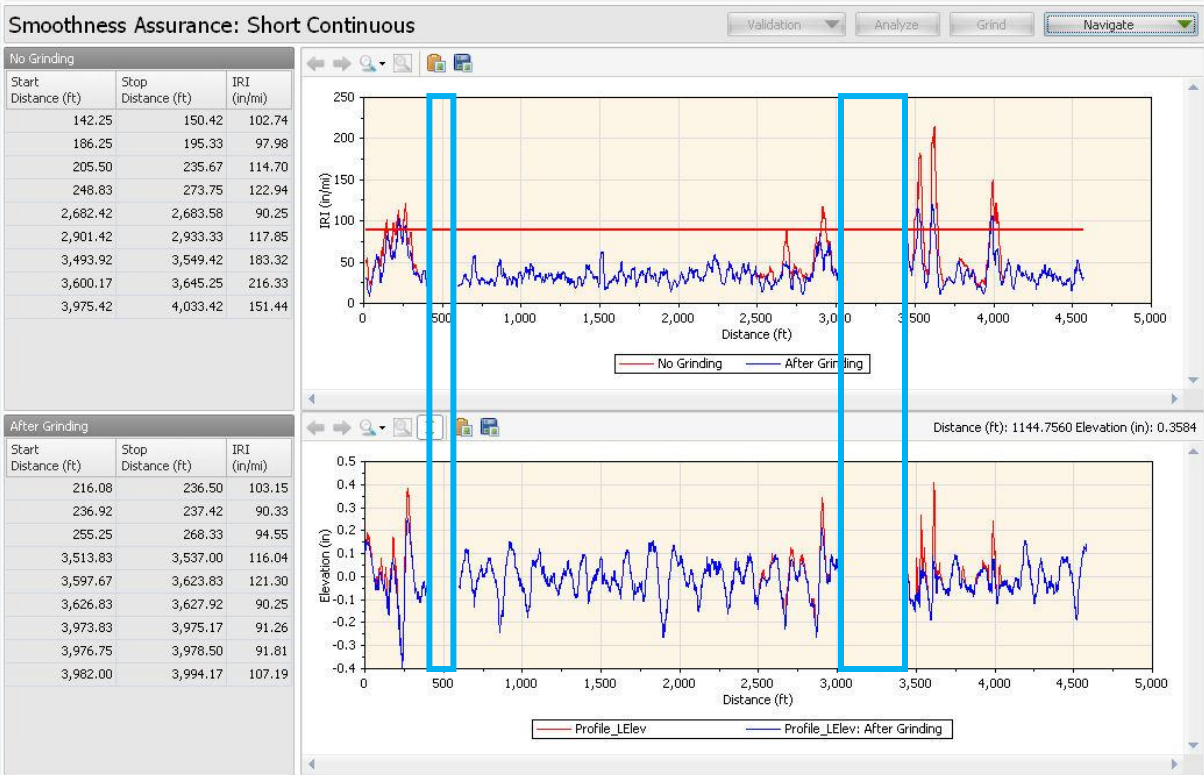 Smoothness Assurance: Short Continuous
Validation Analyze Grind Navigate
No Grinding
Start Distance (ft) Stop Distance (ft) IRI (in/mi)
142.25 150.42 102.74
186.25 195.33 97.98
205.50 235.67 114.70
248.83 273.75 122.94
2,682.42 2,683.58 90.25
2,901.42 2,933.33 117.85
3,493.92 3,549.42 183.32
3,600.17 3,645.25 216.33
3,975.42 4,033.42 151.44
250
200
150
100
50
0
IRI (in/mi)
0 500 1,000 1,500 2,000 2,500 3,000 3,500 4,000 4,500 5,000
Distance (ft)
No Grinding After Grinding
After Grinding
Start Distance (ft) Stop Distance (ft) IRI (in/mi)
216.08 236.50 103.15
236.92 237.42 90.33
255.25 268.33 94.55
3,513.83 3,537.00 116.04
3,597.67 3,623.83 121.30
3,626.83 3,627.92 90.25
3,973.83 3,975.17 91.26
3,976.75 3,978.50 91.81
3,982.00 3,994.17 107.19
Distance (ft): 1144.7560 Elevation (in): 0.3584
0.5
0.4
0.3
0.2
0.1
0.0
-0.1
-0.2
-0.3
-0.4
Elevation (in)
0 500 1,000 1,500 2,000 2,500 3,000 3,500 4,000 4,500 5,000
Distance (ft)
Profile_LElev Profile_LElev: After Grinding